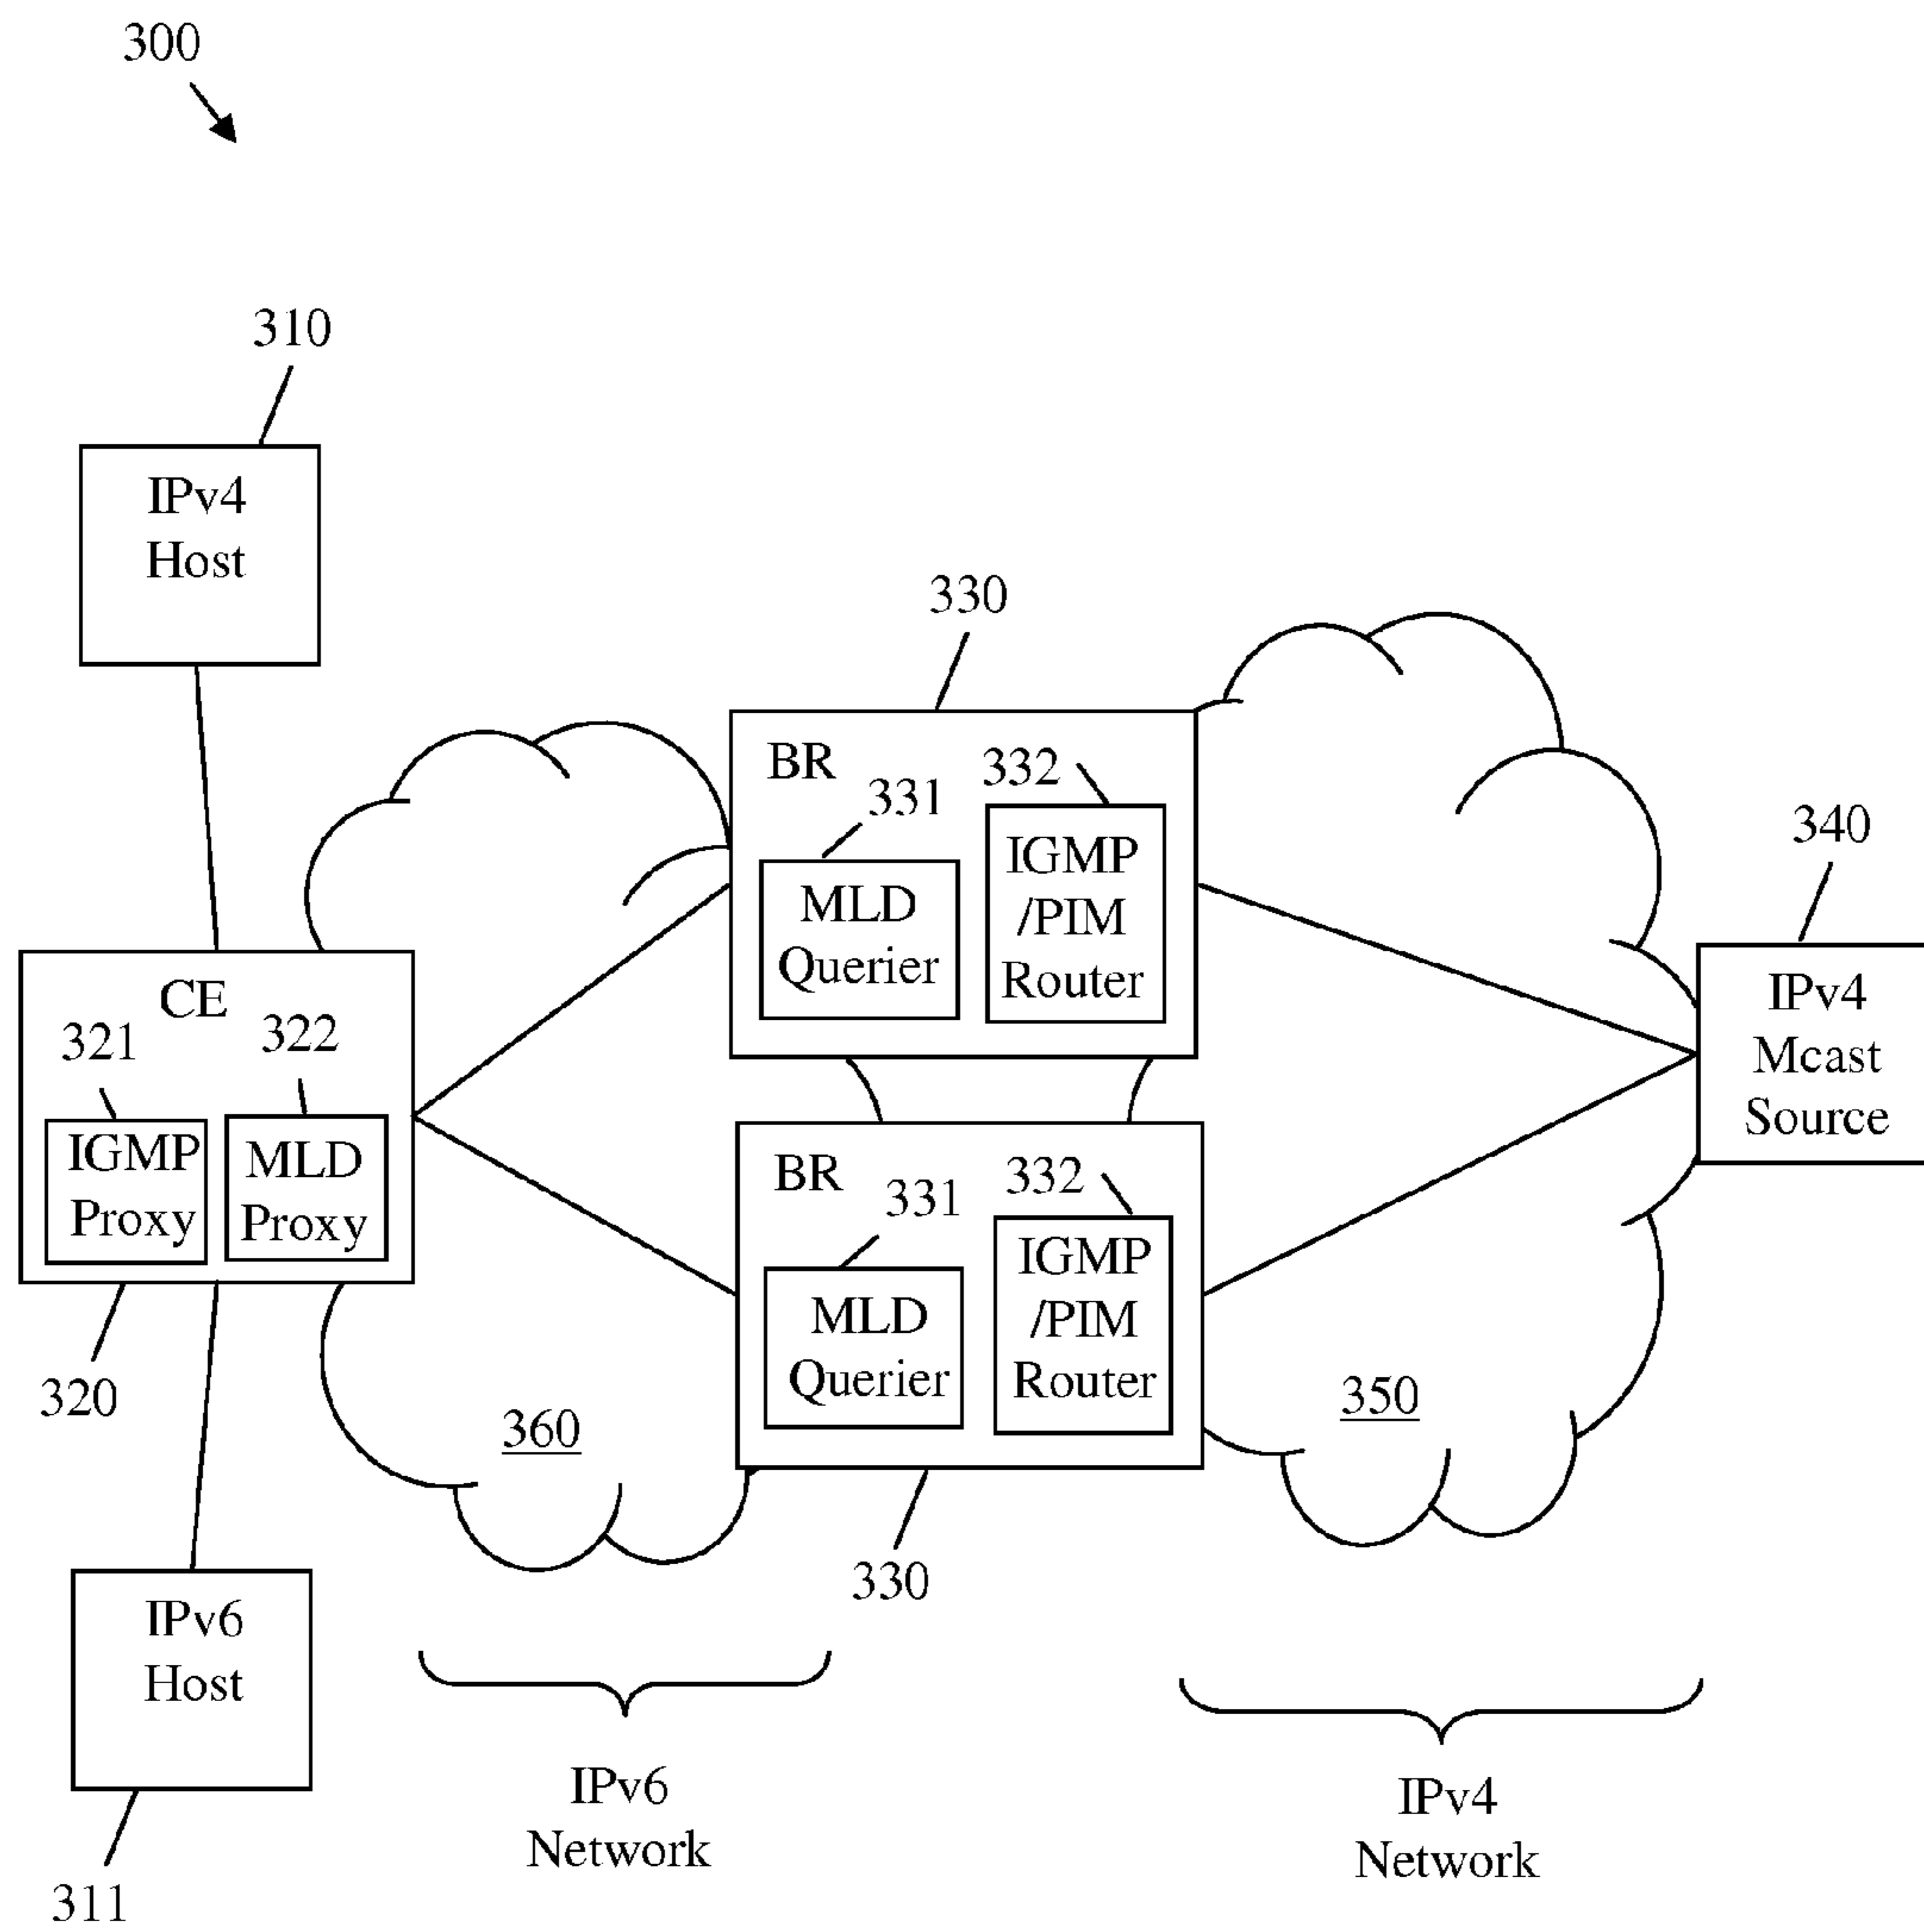 300
310
IPv4
Host
330
BR
332
331
IGMP
/PIM
Router
MLD
Querier
340
IPv4
Mcast
Source
CE
321
322
IGMP
Proxy
MLD
Proxy
BR
332
331
IGMP
/PIM
Router
MLD
Querier
320
360
350
330
IPv6
Host
311
IPv6
Network
IPv4
Network